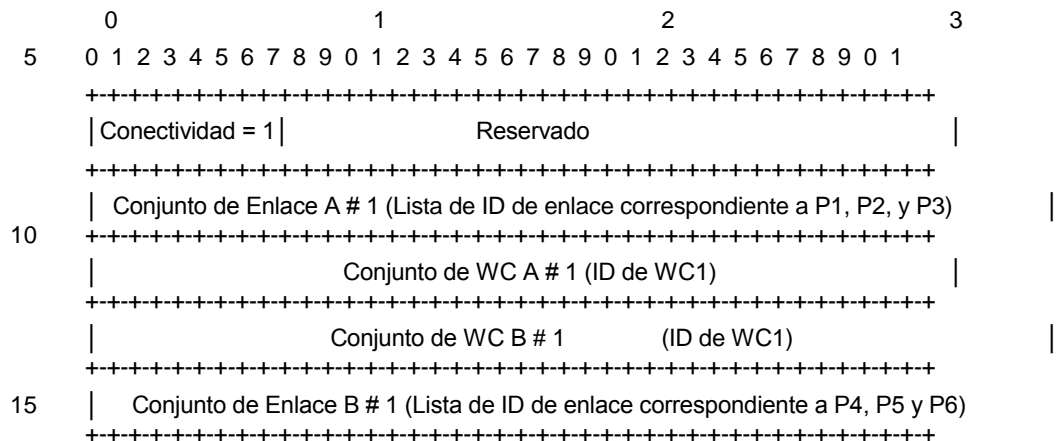 0 1 2 3
5 0 1 2 3 4 5 6 7 8 9 0 1 2 3 4 5 6 7 8 9 0 1 2 3 4 5 6 7 8 9 0 1
+-+-+-+-+-+-+-+-+-+-+-+-+-+-+-+-+-+-+-+-+-+-+-+-+-+-+-+-+-+-+-+-+-+-+-+-+-+-+-+
|Conectividad = 1| Reservado |
+-+-+-+-+-+-+-+-+-+-+-+-+-+-+-+-+-+-+-+-+-+-+-+-+-+-+-+-+-+-+-+-+-+-+-+-+-+-+-+
| Conjunto de Enlace A # 1 (Lista de ID de enlace correspondiente a P1, P2, y P3) |
10 +-+-+-+-+-+-+-+-+-+-+-+-+-+-+-+-+-+-+-+-+-+-+-+-+-+-+-+-+-+-+-+-+-+-+-+-+-+-+-+
| Conjunto de WC A # 1 (ID de WC1) |
+-+-+-+-+-+-+-+-+-+-+-+-+-+-+-+-+-+-+-+-+-+-+-+-+-+-+-+-+-+-+-+-+-+-+-+-+-+-+-+
| Conjunto de WC B # 1 (ID de WC1) |
+-+-+-+-+-+-+-+-+-+-+-+-+-+-+-+-+-+-+-+-+-+-+-+-+-+-+-+-+-+-+-+-+-+-+-+-+-+-+-+
15 | Conjunto de Enlace B # 1 (Lista de ID de enlace correspondiente a P4, P5 y P6)
+-+-+-+-+-+-+-+-+-+-+-+-+-+-+-+-+-+-+-+-+-+-+-+-+-+-+-+-+-+-+-+-+-+-+-+-+-+-+-+